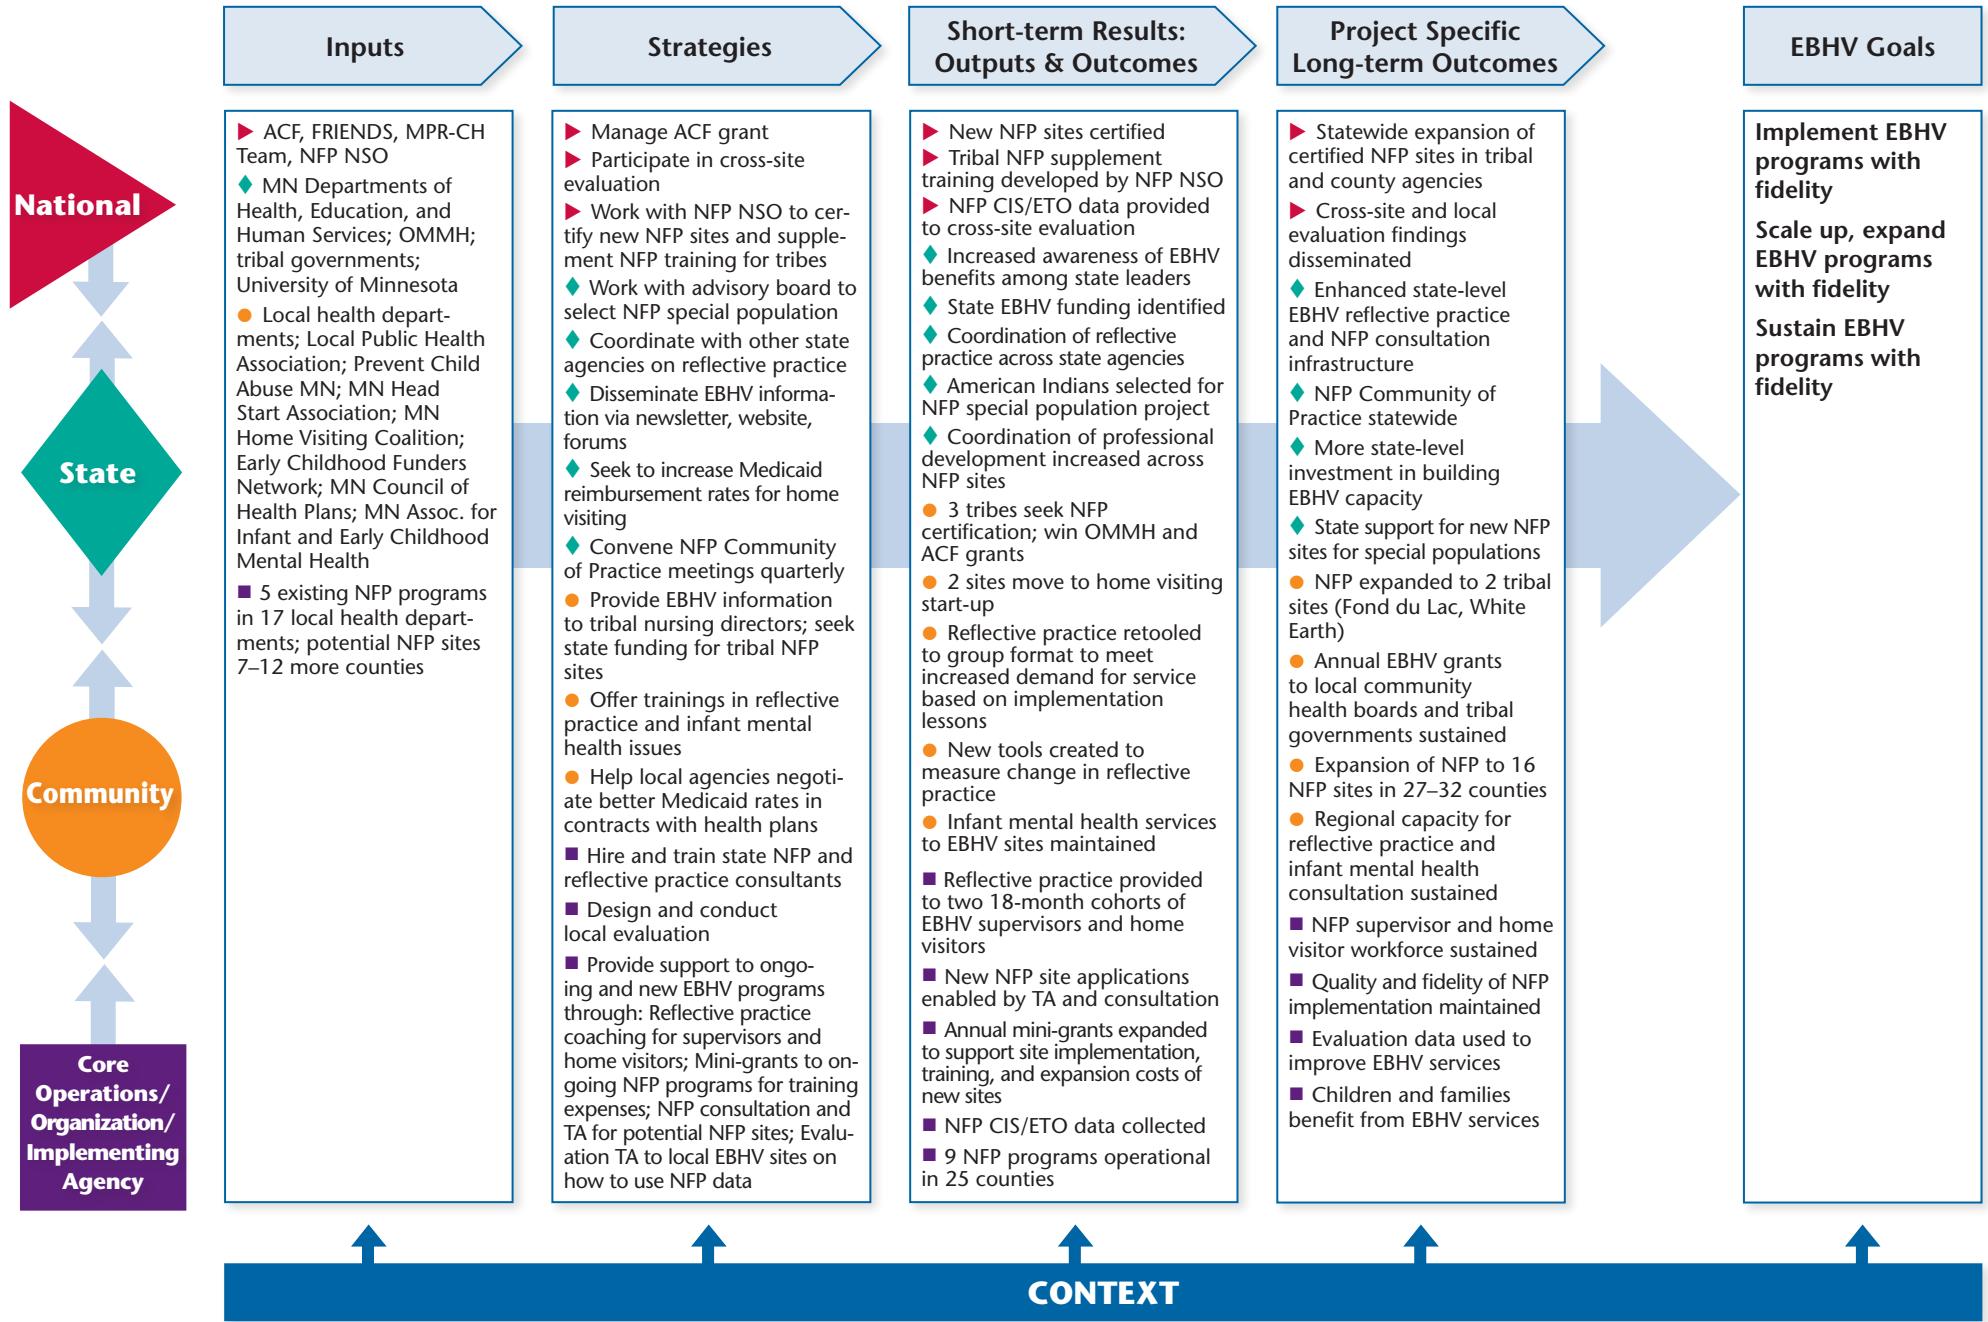 Inputs
Strategies
Short-term Results:
Outputs & Outcomes
Project Specific
Long-term Outcomes
EBHV Goals
National
State
Community
Core
Operations/
Organization/
Implementing
Agency
ACF, FRIENDS, MPR-CH
Team, NFP NSO
MN Departments of
Health, Education, and
Human Services; OMMH;
tribal governments;
University of Minnesota
Local health depart-
ments; Local Public Health
Association; Prevent Child
Abuse MN; MN Head
Start Association; MN
Home Visiting Coalition;
Early Childhood Funders
Network; MN Council of
Health Plans; MN Assoc. for
Infant and Early Childhood
Mental Health
5 existing NFP programs
in 17 local health depart-
ments; potential NFP sites
7–12 more counties
Manage ACF grant
Participate in cross-site
evaluation
Work with NFP NSO to cer-
tify new NFP sites and supple-
ment NFP training for tribes
Work with advisory board to
select NFP special population
Coordinate with other state
agencies on reflective practice
Disseminate EBHV informa-
tion via newsletter, website,
forums
Seek to increase Medicaid
reimbursement rates for home
visiting
Convene NFP Community
of Practice meetings quarterly
Provide EBHV information
to tribal nursing directors; seek
state funding for tribal NFP
sites
Offer trainings in reflective
practice and infant mental
health issues
Help local agencies negoti-
ate better Medicaid rates in
contracts with health plans
Hire and train state NFP and
reflective practice consultants
Design and conduct
local evaluation
Provide support to ongo-
ing and new EBHV programs
through: Reflective practice
coaching for supervisors and
home visitors; Mini-grants to on-
going NFP programs for training
expenses; NFP consultation and
TA for potential NFP sites; Evalu-
ation TA to local EBHV sites on
how to use NFP data
New NFP sites certified
Tribal NFP supplement
training developed by NFP NSO
NFP CIS/ETO data provided
to cross-site evaluation
Increased awareness of EBHV
benefits among state leaders
State EBHV funding identified
Coordination of reflective
practice across state agencies
American Indians selected for
NFP special population project
Coordination of professional
development increased across
NFP sites
3 tribes seek NFP
certification; win OMMH and
ACF grants
2 sites move to home visiting
start-up
Reflective practice retooled
to group format to meet
increased demand for service
based on implementation
lessons
New tools created to
measure change in reflective
practice
Infant mental health services
to EBHV sites maintained
Reflective practice provided
to two 18-month cohorts of
EBHV supervisors and home
visitors
New NFP site applications
enabled by TA and consultation
Annual mini-grants expanded
to support site implementation,
training, and expansion costs of
new sites
NFP CIS/ETO data collected
9 NFP programs operational
in 25 counties
Statewide expansion of
certified NFP sites in tribal
and county agencies
Cross-site and local
evaluation findings
disseminated
Enhanced state-level
EBHV reflective practice
and NFP consultation
infrastructure
NFP Community of
Practice statewide
More state-level
investment in building
EBHV capacity
State support for new NFP
sites for special populations
NFP expanded to 2 tribal
sites (Fond du Lac, White
Earth)
Annual EBHV grants
to local community
health boards and tribal
governments sustained
Expansion of NFP to 16
NFP sites in 27–32 counties
Regional capacity for
reflective practice and
infant mental health
consultation sustained
NFP supervisor and home
visitor workforce sustained
Quality and fidelity of NFP
implementation maintained
Evaluation data used to
improve EBHV services
Children and families
benefit from EBHV services
Implement EBHV
programs with
fidelity
Scale up, expand
EBHV programs
with fidelity
Sustain EBHV
programs with
fidelity
CONTEXT